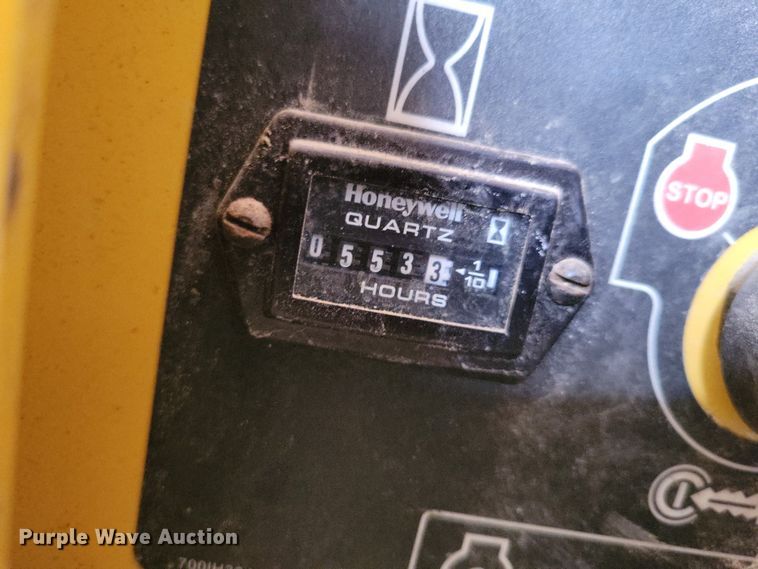 Honeywell
QUARTZ
0 5 5 3 3 1/10
HOURS
STOP
Purple Wave Auction